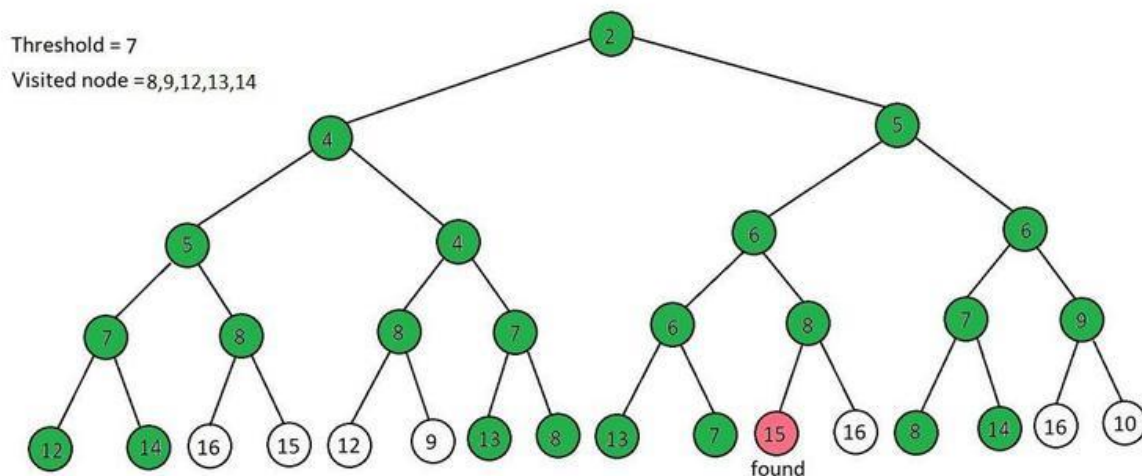 Threshold = 7
Visited node =8,9,12,13,14
2
4 5
5 4 6 6
7 8 8 7 6 8 7 9
12 14 16 15 12 9 13 8 13 7 15 16 8 14 16 10
found